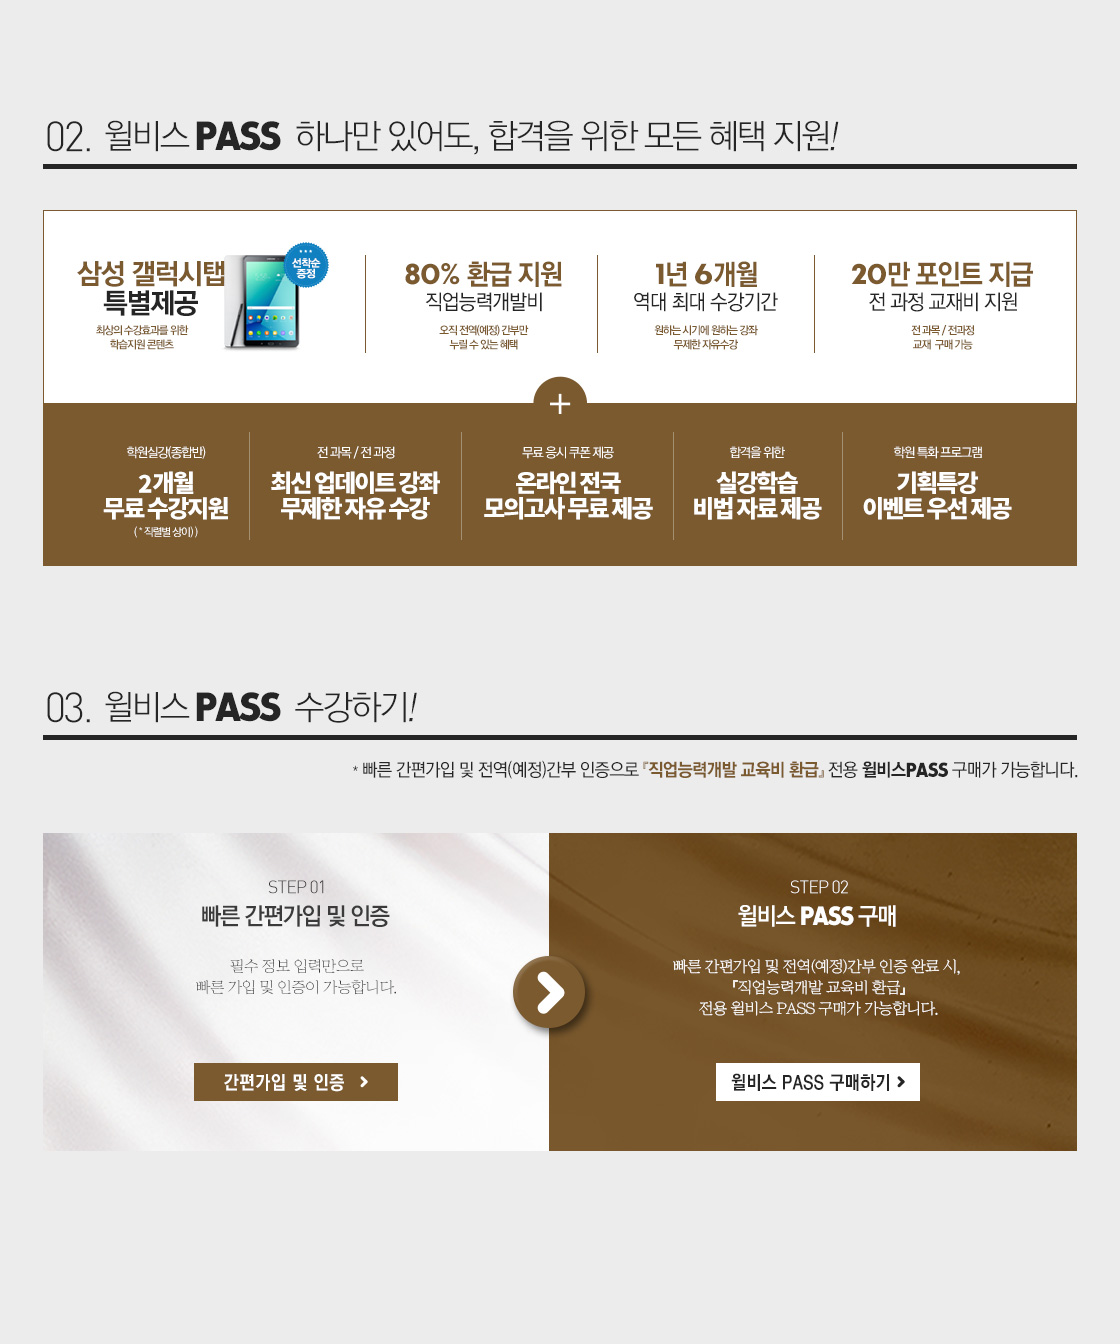 02. 윌비스 PASS 하나만 있어도, 합격을 위한 모든 혜택 지원!
삼성 갤럭시탭
특별제공
최상의 수강효과를 위한
학습지원 콘텐츠
선착순
증정
80% 환급 지원
직업능력개발비
오직 전역(예정) 간부만
누릴 수 있는 혜택
1년 6개월
역대 최대 수강기간
원하는 시기에 원하는 강좌
무제한 자유수강
20만 포인트 지급
전 과정 교재비 지원
전 과목 / 전과정
교재 구매 가능
+
학원실강(종합반)
2개월
무료 수강지원
( * 직렬별 상이) )
전 과목 / 전 과정
최신 업데이트 강좌
무제한 자유 수강
무료 응시 쿠폰 제공
온라인 전국
모의고사 무료 제공
합격을 위한
실강학습
비법 자료 제공
학원 특화 프로그램
기획특강
이벤트 우선 제공
03. 윌비스 PASS 수강하기!
* 빠른 간편가입 및 전역(예정)간부 인증으로 『직업능력개발 교육비 환급』 전용 윌비스PASS 구매가 가능합니다.
STEP 01
빠른 간편가입 및 인증
필수 정보 입력만으로
빠른 가입 및 인증이 가능합니다.
간편가입 및 인증 >
STEP 02
윌비스 PASS 구매
빠른 간편가입 및 전역(예정)간부 인증 완료 시,
『직업능력개발 교육비 환급』
전용 윌비스 PASS 구매가 가능합니다.
윌비스 PASS 구매하기 >